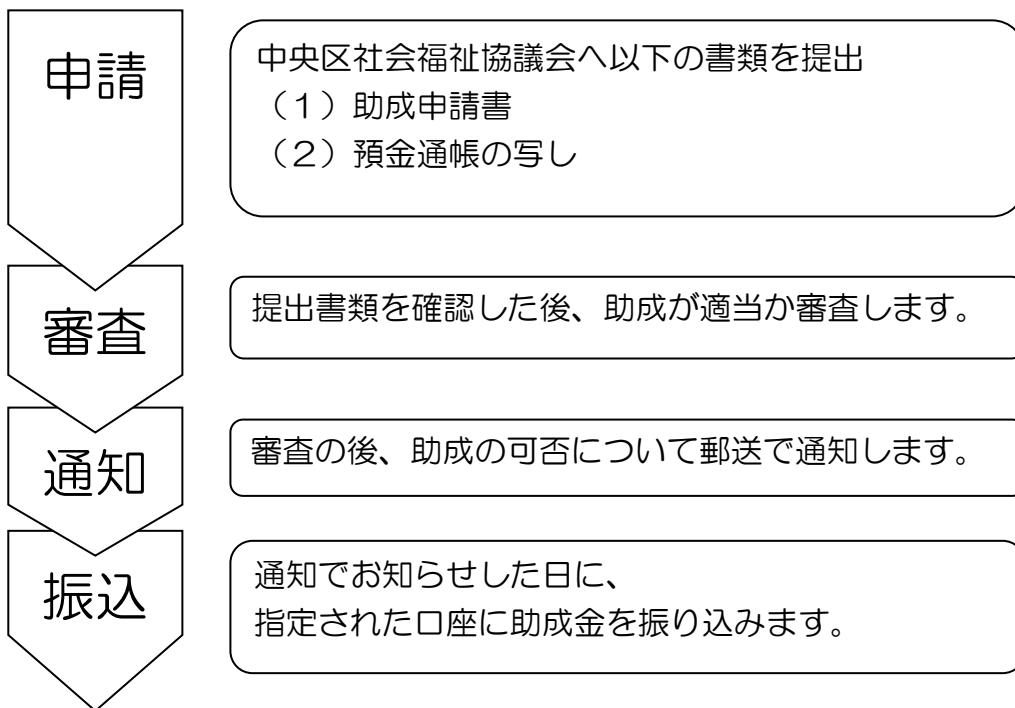 申請
中央区社会福祉協議会へ以下の書類を提出
（１）助成申請書
（２）預金通帳の写し
審査
提出書類を確認した後、助成が適当か審査します。
通知
審査の後、助成の可否について郵送で通知します。
振込
通知でお知らせした日に、
指定された口座に助成金を振り込みます。